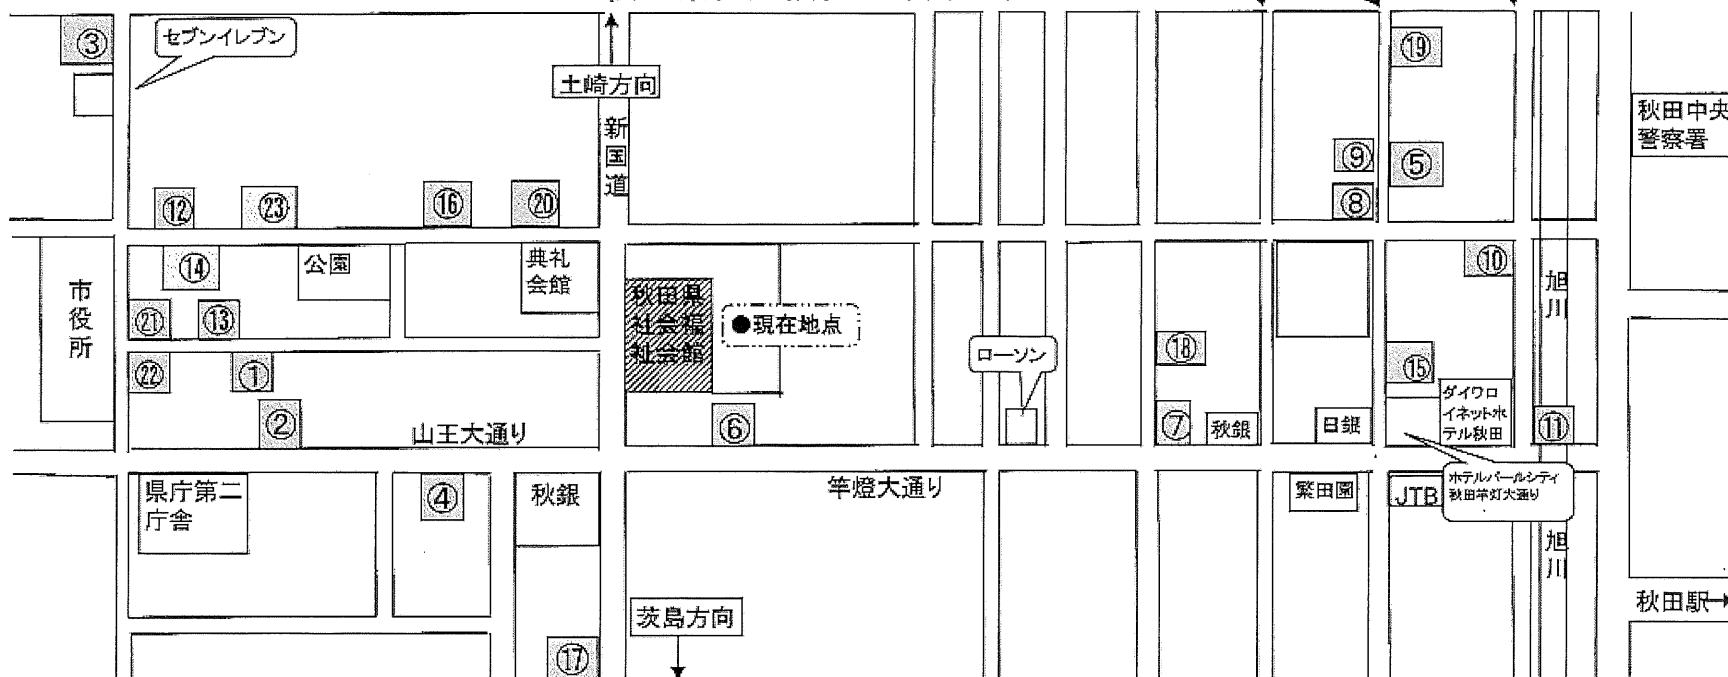 ③
セブンイレブン
⑲
土崎方向
秋田中央
警察署
新国道
⑨
⑤
⑫
㉓
⑯
⑳
⑧
⑭
公園
典礼
会館
⑩
市役所
旭川
秋田県
社会福
祉会館
●現在地点
㉑
⑬
ローソン
⑱
㉒
①
⑮
ダイワロ
イネットホ
テル秋田
②
山王大通り
⑥
⑦
秋銀
日銀
⑪
県庁第二
庁舎
④
秋銀
竿燈大通り
繁田園
JTB
ホテルパールシティ
秋田竿灯大通り
旭川
茨島方向
秋田駅→
⑰